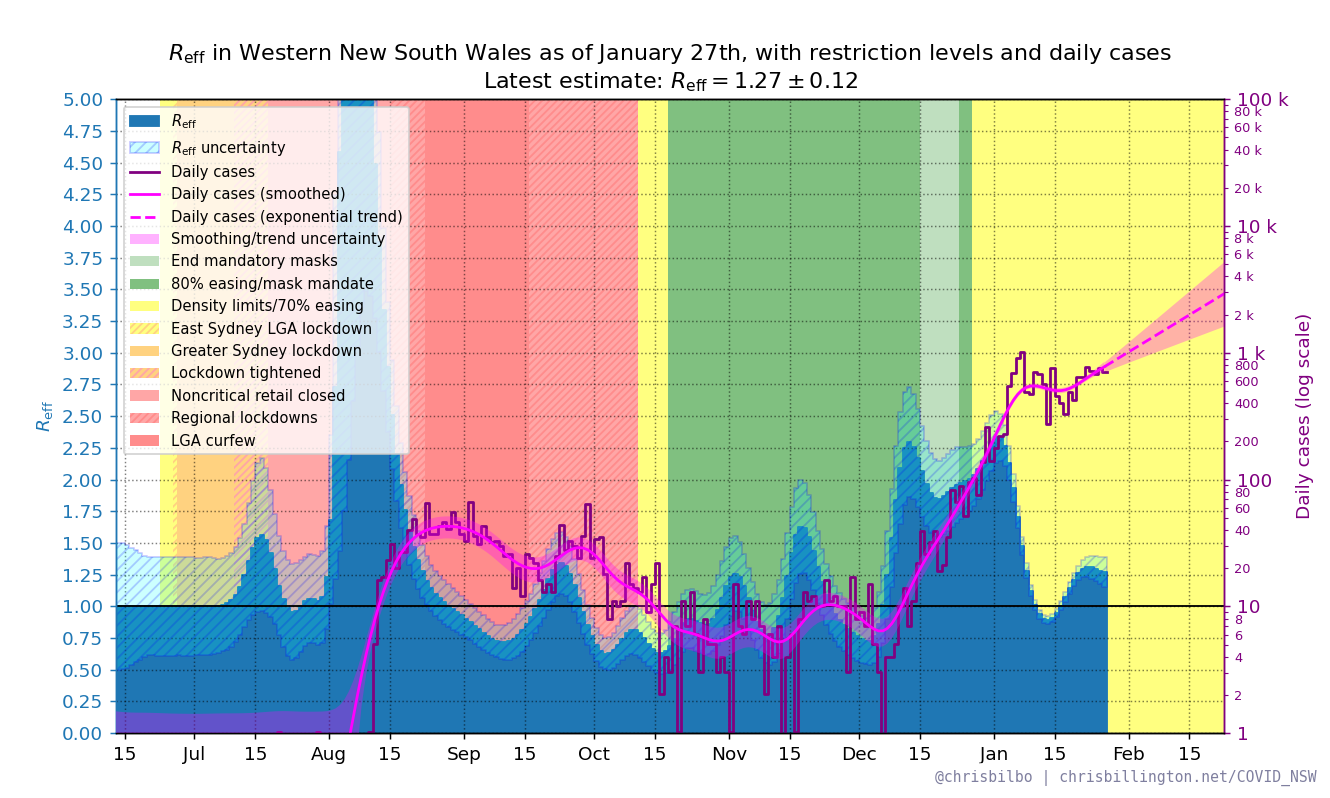 R_eff in Western New South Wales as of January 27th, with restriction levels and daily cases
Latest estimate: R_eff = 1.27 ± 0.12
5.00
4.75
4.50
4.25
4.00
3.75
3.50
3.25
3.00
2.75
2.50
2.25
2.00
1.75
1.50
1.25
1.00
0.75
0.50
0.25
0.00
R_eff
R_eff
R_eff uncertainty
Daily cases
Daily cases (smoothed)
Daily cases (exponential trend)
Smoothing/trend uncertainty
End mandatory masks
80% easing/mask mandate
Density limits/70% easing
East Sydney LGA lockdown
Greater Sydney lockdown
Lockdown tightened
Noncritical retail closed
Regional lockdowns
LGA curfew
100 k
80 k
60 k
40 k
20 k
10 k
8 k
6 k
4 k
2 k
1 k
800
600
400
200
100
80
60
40
20
10
8
6
4
2
1
Daily cases (log scale)
15 Jul 15 Aug 15 Sep 15 Oct 15 Nov 15 Dec 15 Jan 15 Feb 15
@chrisbilbo | chrisbillington.net/COVID_NSW